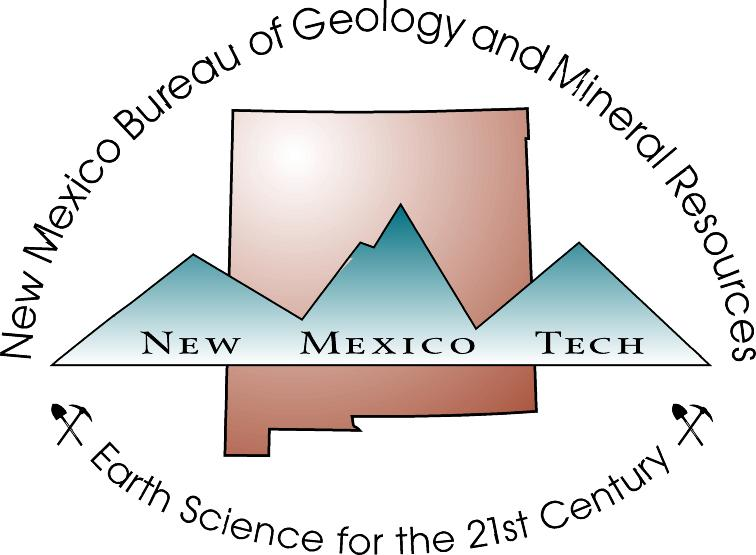 New Mexico Bureau of Geology and Mineral Resources
NEW MEXICO TECH
Earth Science for the 21st Century